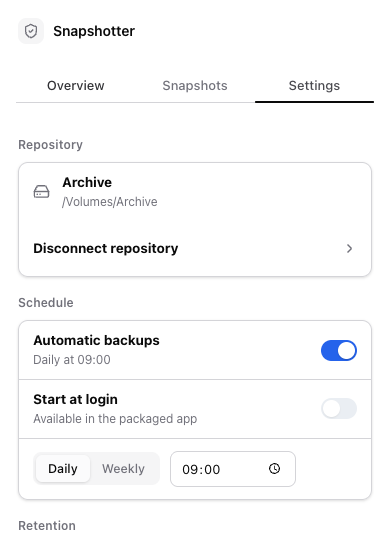 Snapshotter
Overview Snapshots Settings
Repository
Archive
/Volumes/Archive
Disconnect repository
Schedule
Automatic backups
Daily at 09:00
Start at login
Available in the packaged app
Daily Weekly 09:00
Retention